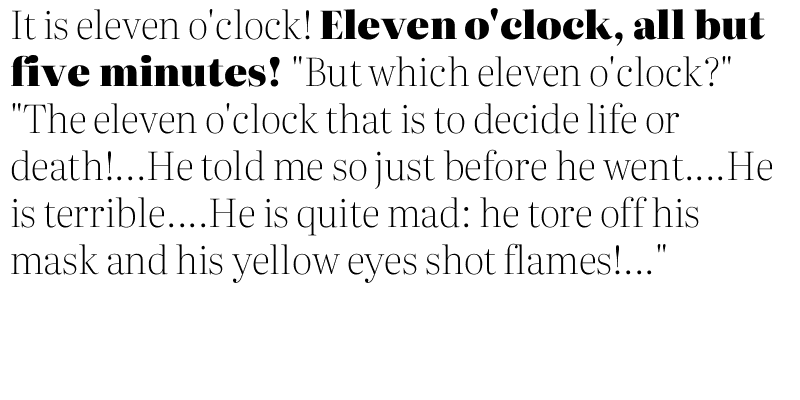 It is eleven o'clock! Eleven o'clock, all but
five minutes! "But which eleven o'clock?"
"The eleven o'clock that is to decide life or
death!...He told me so just before he went....He
is terrible....He is quite mad: he tore off his
mask and his yellow eyes shot flames!..."